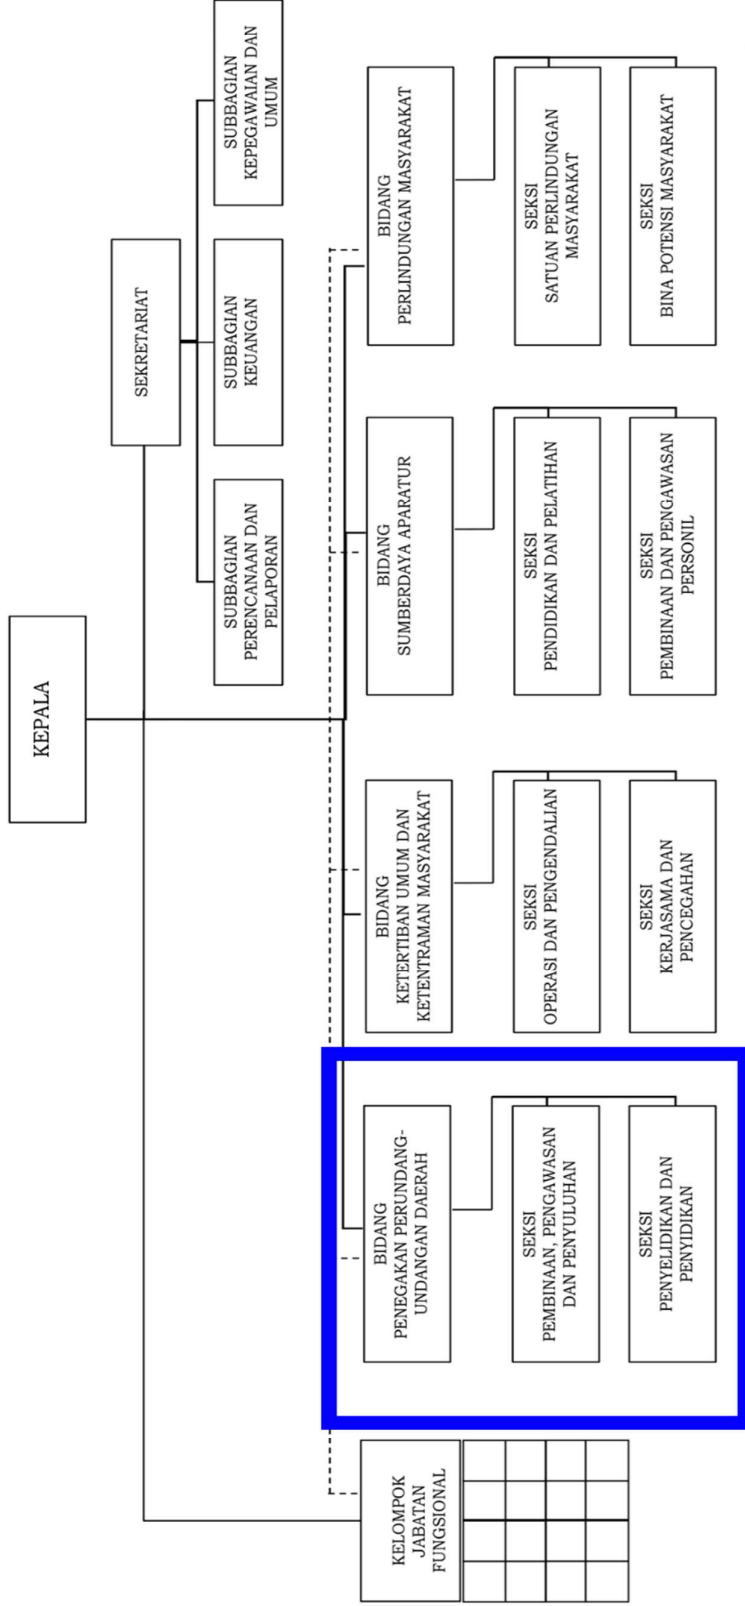 KEPALA
SEKRETARIAT
SUBBAGIAN
PERENCANAAN DAN
PELAPORAN
SUBBAGIAN
KEUANGAN
SUBBAGIAN
KEPEGAWAIAN DAN
UMUM
KELOMPOK
JABATAN
FUNGSIONAL
BIDANG
PENEGAKAN PERUNDANG-
UNDANGAN DAERAH
SEKSI
PEMBINAAN, PENGAWASAN
DAN PENYULUHAN
SEKSI
PENYELIDIKAN DAN
PENYIDIKAN
BIDANG
KETERTIBAN UMUM DAN
KETENTRAMAN MASYARAKAT
SEKSI
OPERASI DAN PENGENDALIAN
SEKSI
KERJASAMA DAN
PENCEGAHAN
BIDANG
SUMBERDAYA APARATUR
SEKSI
PENDIDIKAN DAN PELATIHAN
SEKSI
PEMBINAAN DAN PENGAWASAN
PERSONIL
BIDANG
PERLINDUNGAN MASYARAKAT
SEKSI
SATUAN PERLINDUNGAN
MASYARAKAT
SEKSI
BINA POTENSI MASYARAKAT